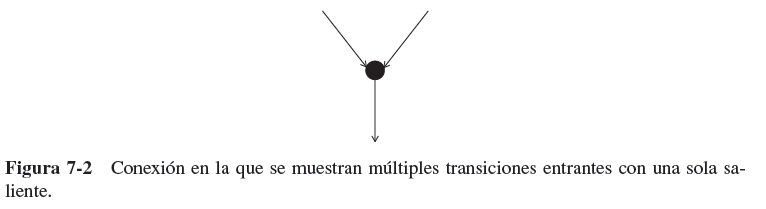 Figura 7-2 Conexión en la que se muestran múltiples transiciones entrantes con una sola sa-
liente.